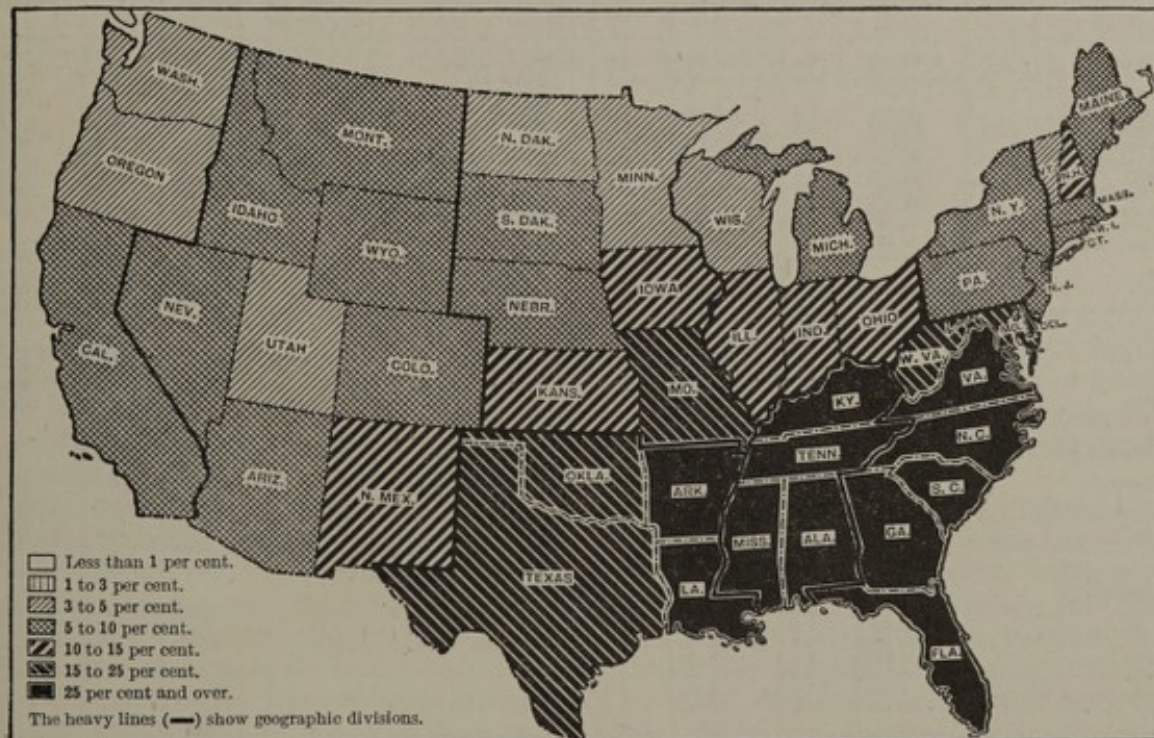 WASH.
OREGON
CAL.
NEV.
IDAHO
MONT.
WYO.
UTAH
COLO.
ARIZ.
N. MEX.
N. DAK.
S. DAK.
NEBR.
KANS.
OKLA.
TEXAS
MINN.
IOWA
MO.
ARK.
LA.
WIS.
ILL.
MICH.
IND.
OHIO
KY.
TENN.
MISS.
ALA.
GA.
FLA.
S. C.
N. C.
VA.
W. VA.
DEL.
PA.
N. J.
N. Y.
CT.
R. I.
MASS.
VT.
N.H.
MAINE
Less than 1 per cent.
1 to 3 per cent.
3 to 5 per cent.
5 to 10 per cent.
10 to 15 per cent.
15 to 25 per cent.
25 per cent and over.
The heavy lines (▬) show geographic divisions.